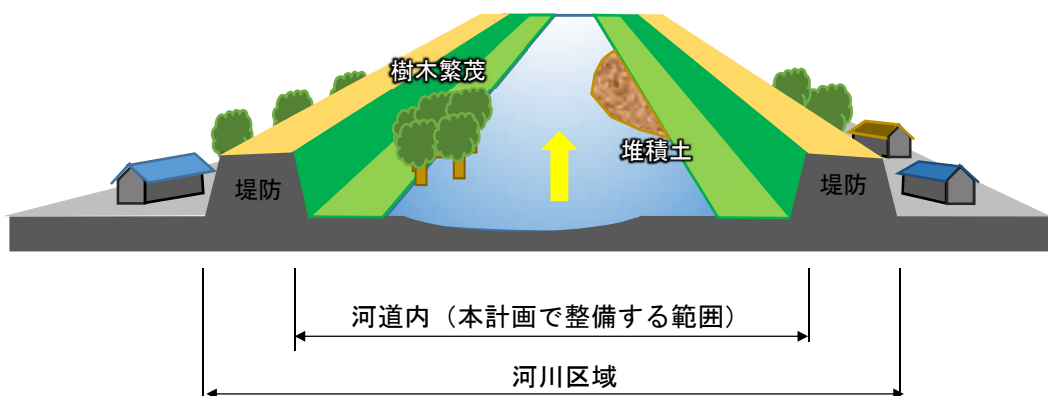 樹木繁茂
堆積土
堤防
堤防
河道内（本計画で整備する範囲）
河川区域